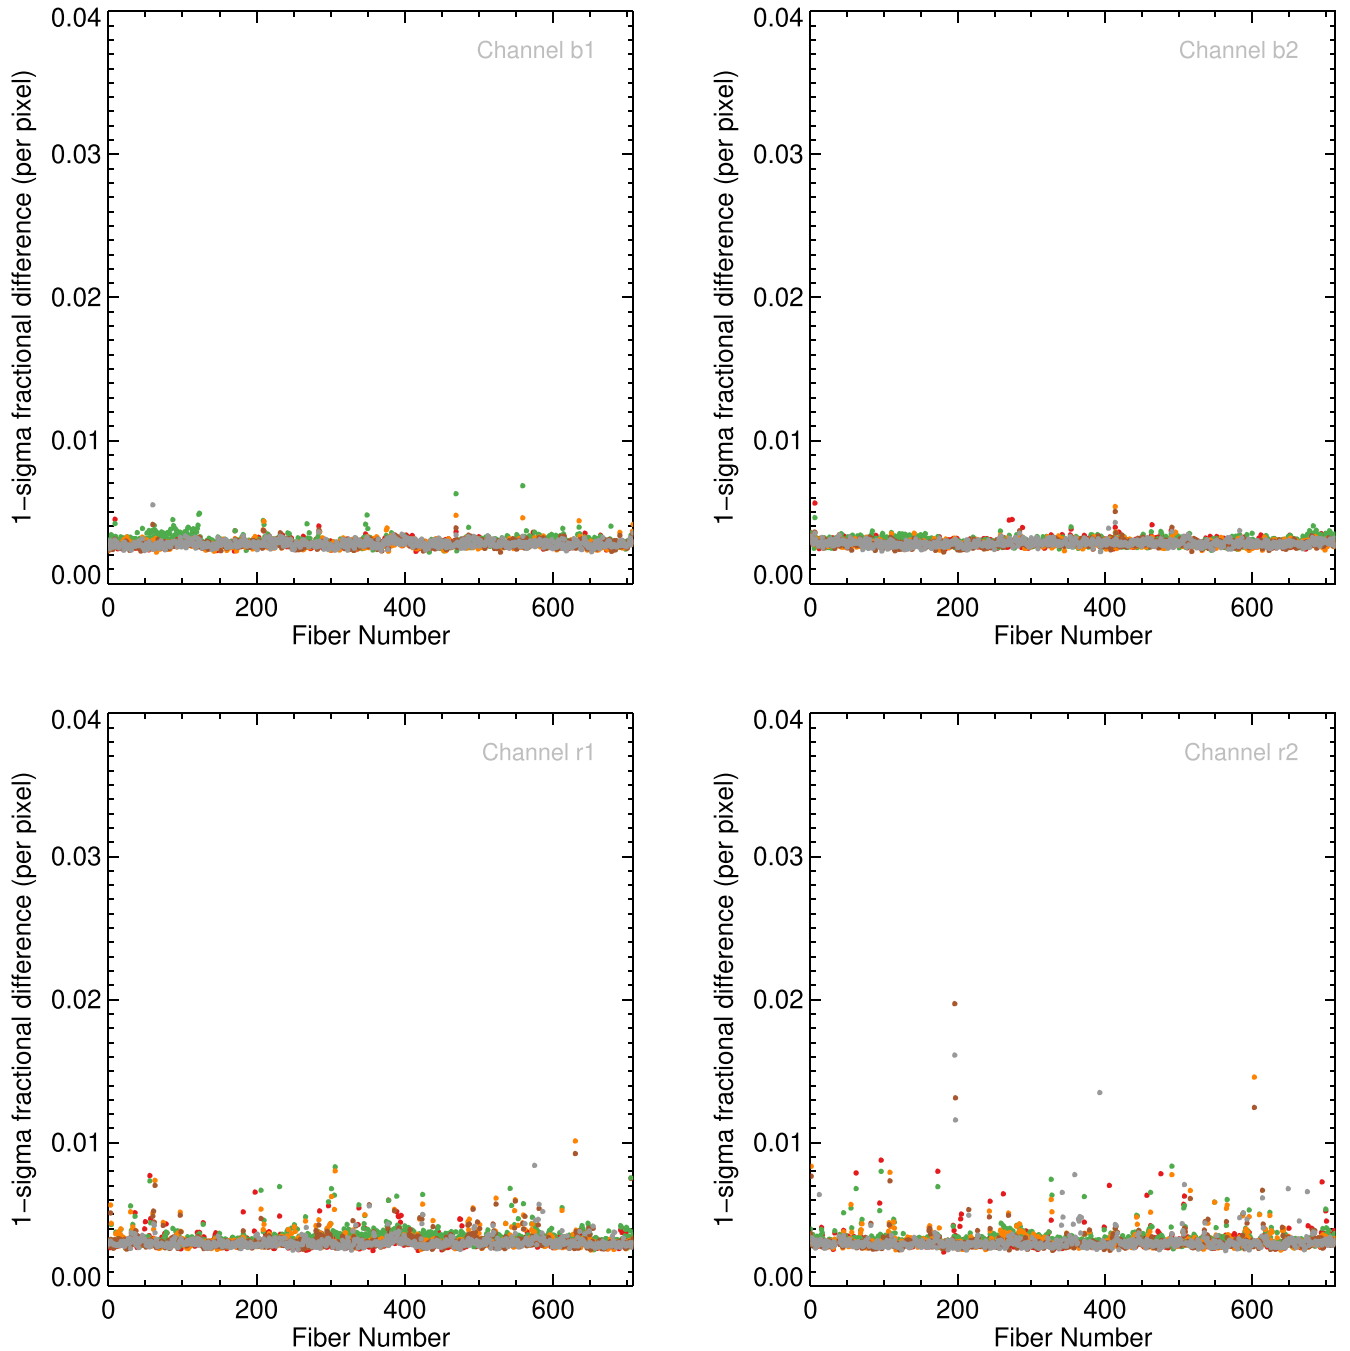 0.04
Channel b1
0.03
0.02
0.01
0.00
1-sigma fractional difference (per pixel)
0 200 400 600
Fiber Number
0.04
Channel b2
0.03
0.02
0.01
0.00
1-sigma fractional difference (per pixel)
0 200 400 600
Fiber Number
0.04
Channel r1
0.03
0.02
0.01
0.00
1-sigma fractional difference (per pixel)
0 200 400 600
Fiber Number
0.04
Channel r2
0.03
0.02
0.01
0.00
1-sigma fractional difference (per pixel)
0 200 400 600
Fiber Number